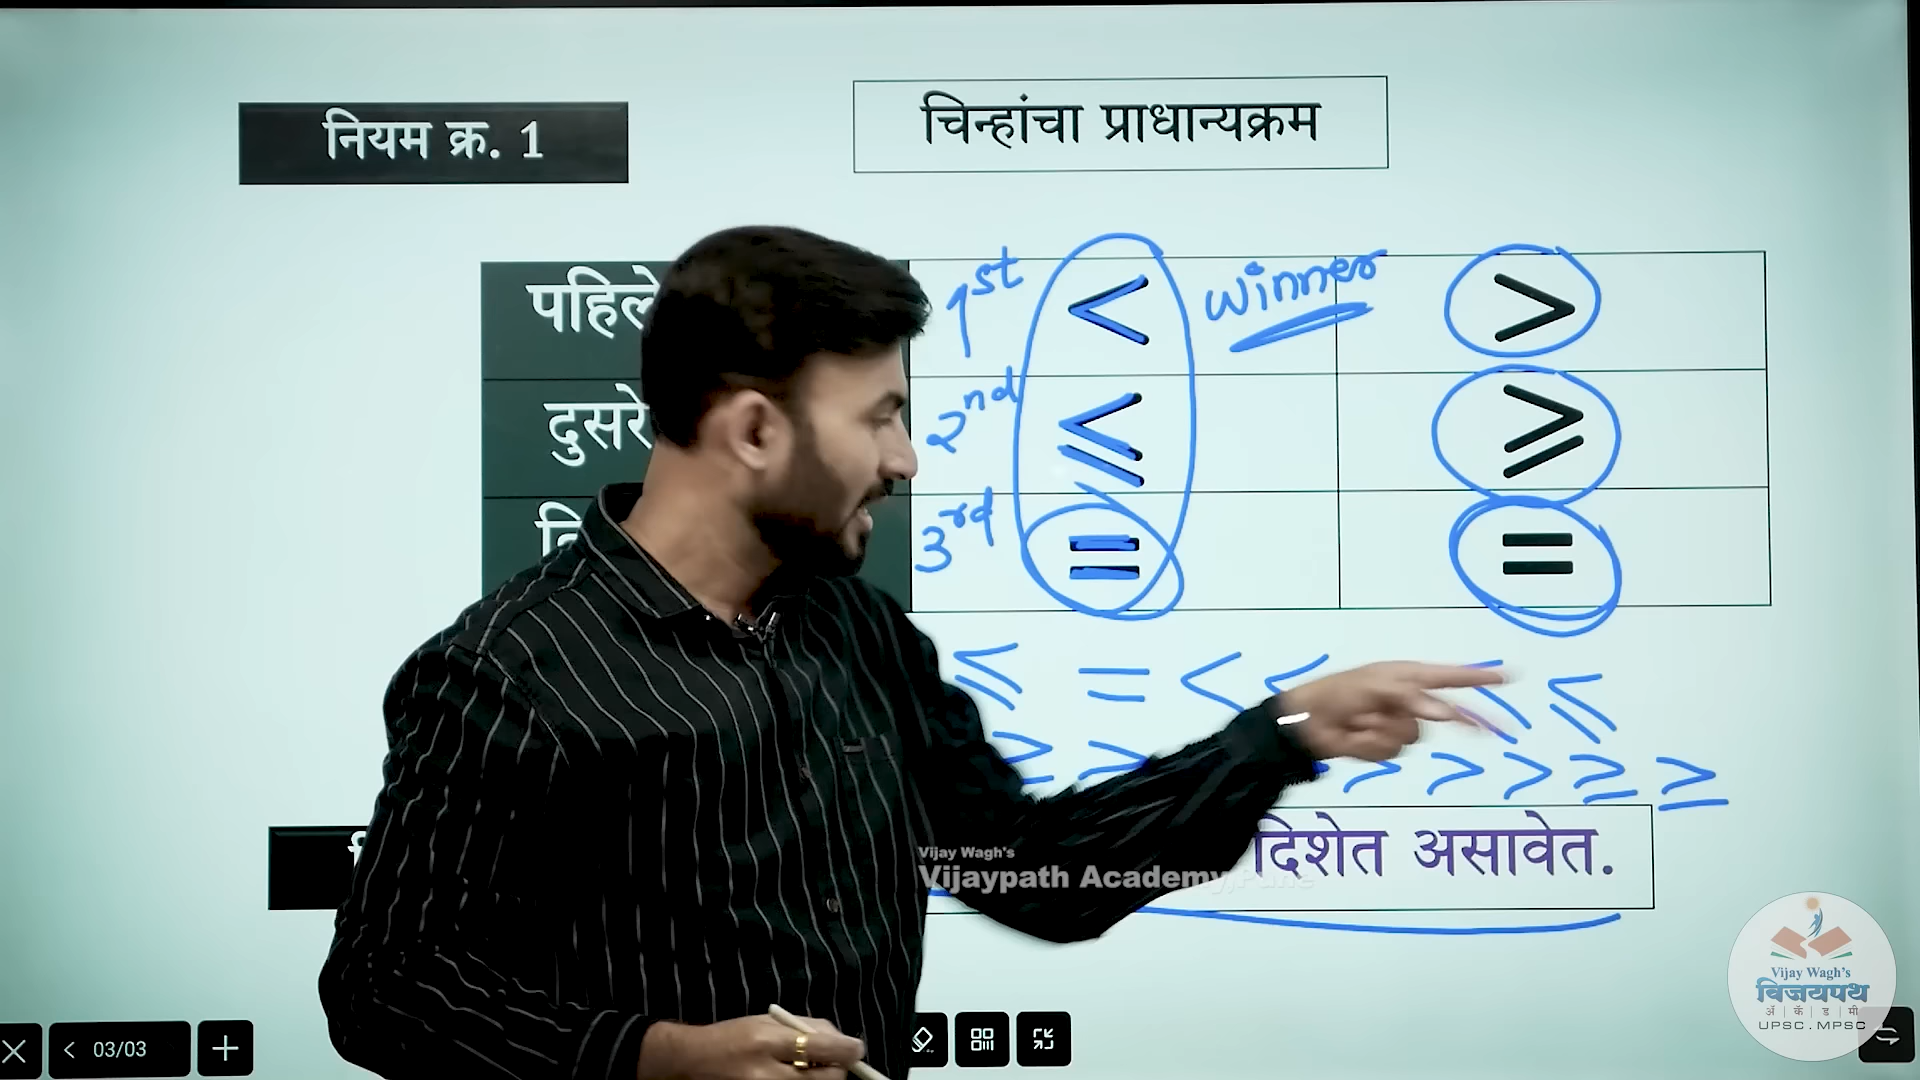 नियम क्र. 1
चिन्हांचा प्राधान्यक्रम
1st < winner >
दुसरे 2nd ≤ ≥
3rd = =
≤ = < < ≤
≥ > > > > ≥ ≥
दिशेत असावेत.
Vijay Wagh's
Vijaypath Academy,Pune
Vijay Wagh's
विजयपथ
अ‍ॅ | कॅ | ड | मी
UPSC.MPSC
03/03